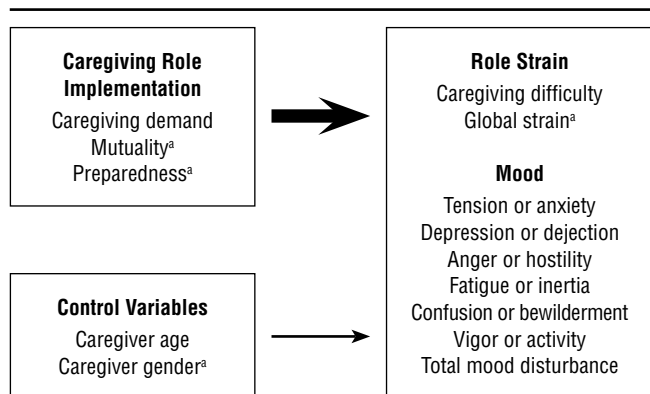 Caregiving Role
Implementation
Caregiving demand
Mutualityᵃ
Preparednessᵃ
Control Variables
Caregiver age
Caregiver genderᵃ
Role Strain
Caregiving difficulty
Global strainᵃ
Mood
Tension or anxiety
Depression or dejection
Anger or hostility
Fatigue or inertia
Confusion or bewilderment
Vigor or activity
Total mood disturbance